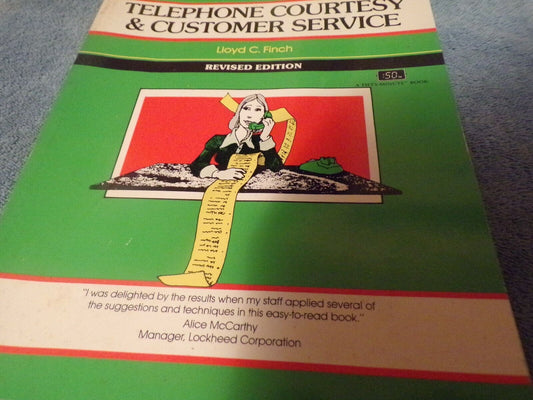 TELEPHONE COURTESY
& CUSTOMER SERVICE
Lloyd C. Finch
REVISED EDITION
:50
A FIFTY-MINUTE™ BOOK
"I was delighted by the results when my staff applied several of
the suggestions and techniques in this easy-to-read book."
Alice McCarthy
Manager, Lockheed Corporation